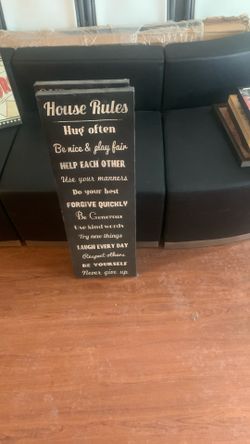 House Rules
Hug often
Be nice & play fair
HELP EACH OTHER
Use your manners
Do your best
FORGIVE QUICKLY
Be Generous
Use kind words
Try new things
LAUGH EVERY DAY
Respect others
BE YOURSELF
Never give up